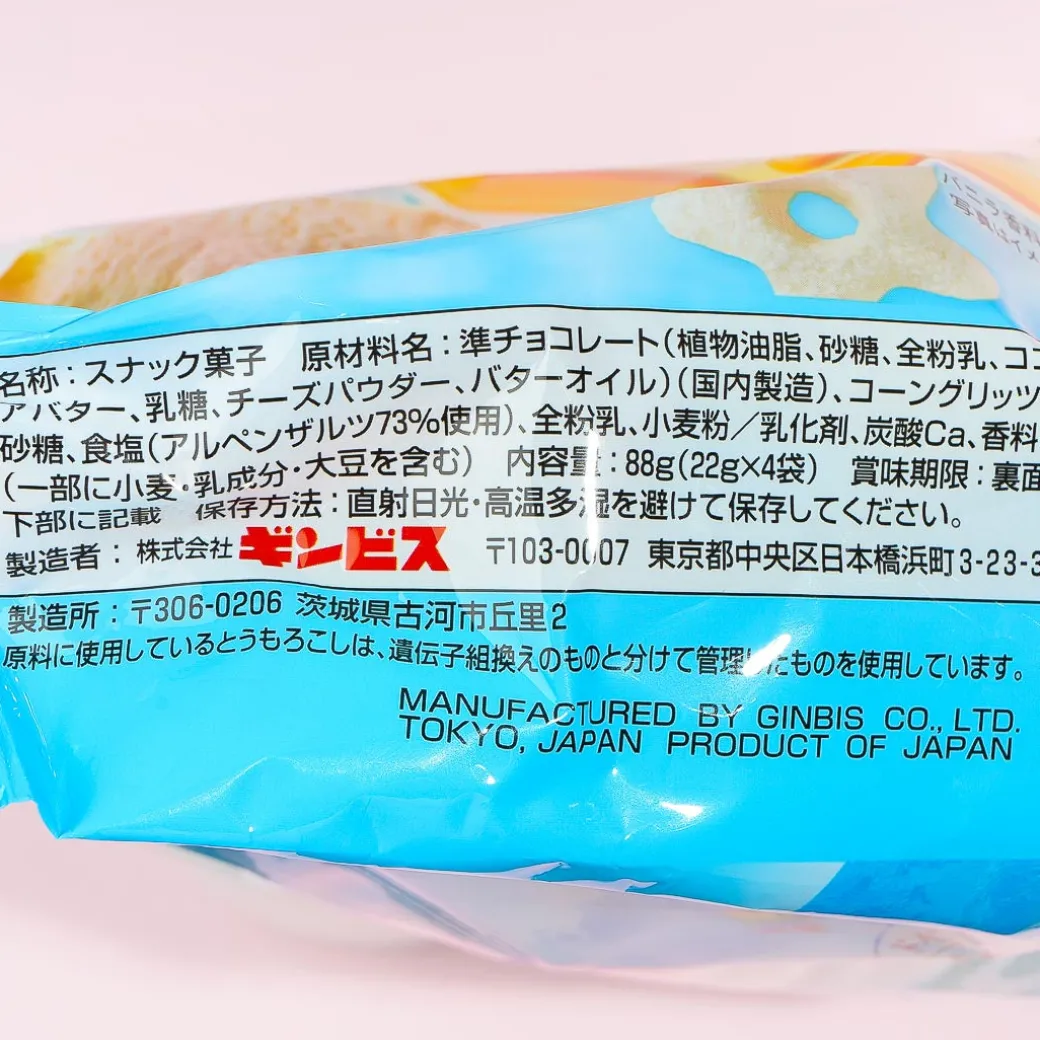 バニラ香料
写真はイメ
名称：スナック菓子 原材料名：準チョコレート（植物油脂、砂糖、全粉乳、ココ
アバター、乳糖、チーズパウダー、バターオイル）（国内製造）、コーングリッツ
砂糖、食塩（アルペンザルツ73%使用）、全粉乳、小麦粉／乳化剤、炭酸Ca、香料
（一部に小麦・乳成分・大豆を含む） 内容量：88g（22g×4袋） 賞味期限：裏面
下部に記載 保存方法：直射日光・高温多湿を避けて保存してください。
製造者：株式会社 ギンビス 〒103-0007 東京都中央区日本橋浜町3-23-3
製造所：〒306-0206 茨城県古河市丘里2
原料に使用しているとうもろこしは、遺伝子組換えのものと分けて管理したものを使用しています。
MANUFACTURED BY GINBIS CO., LTD.
TOKYO, JAPAN PRODUCT OF JAPAN